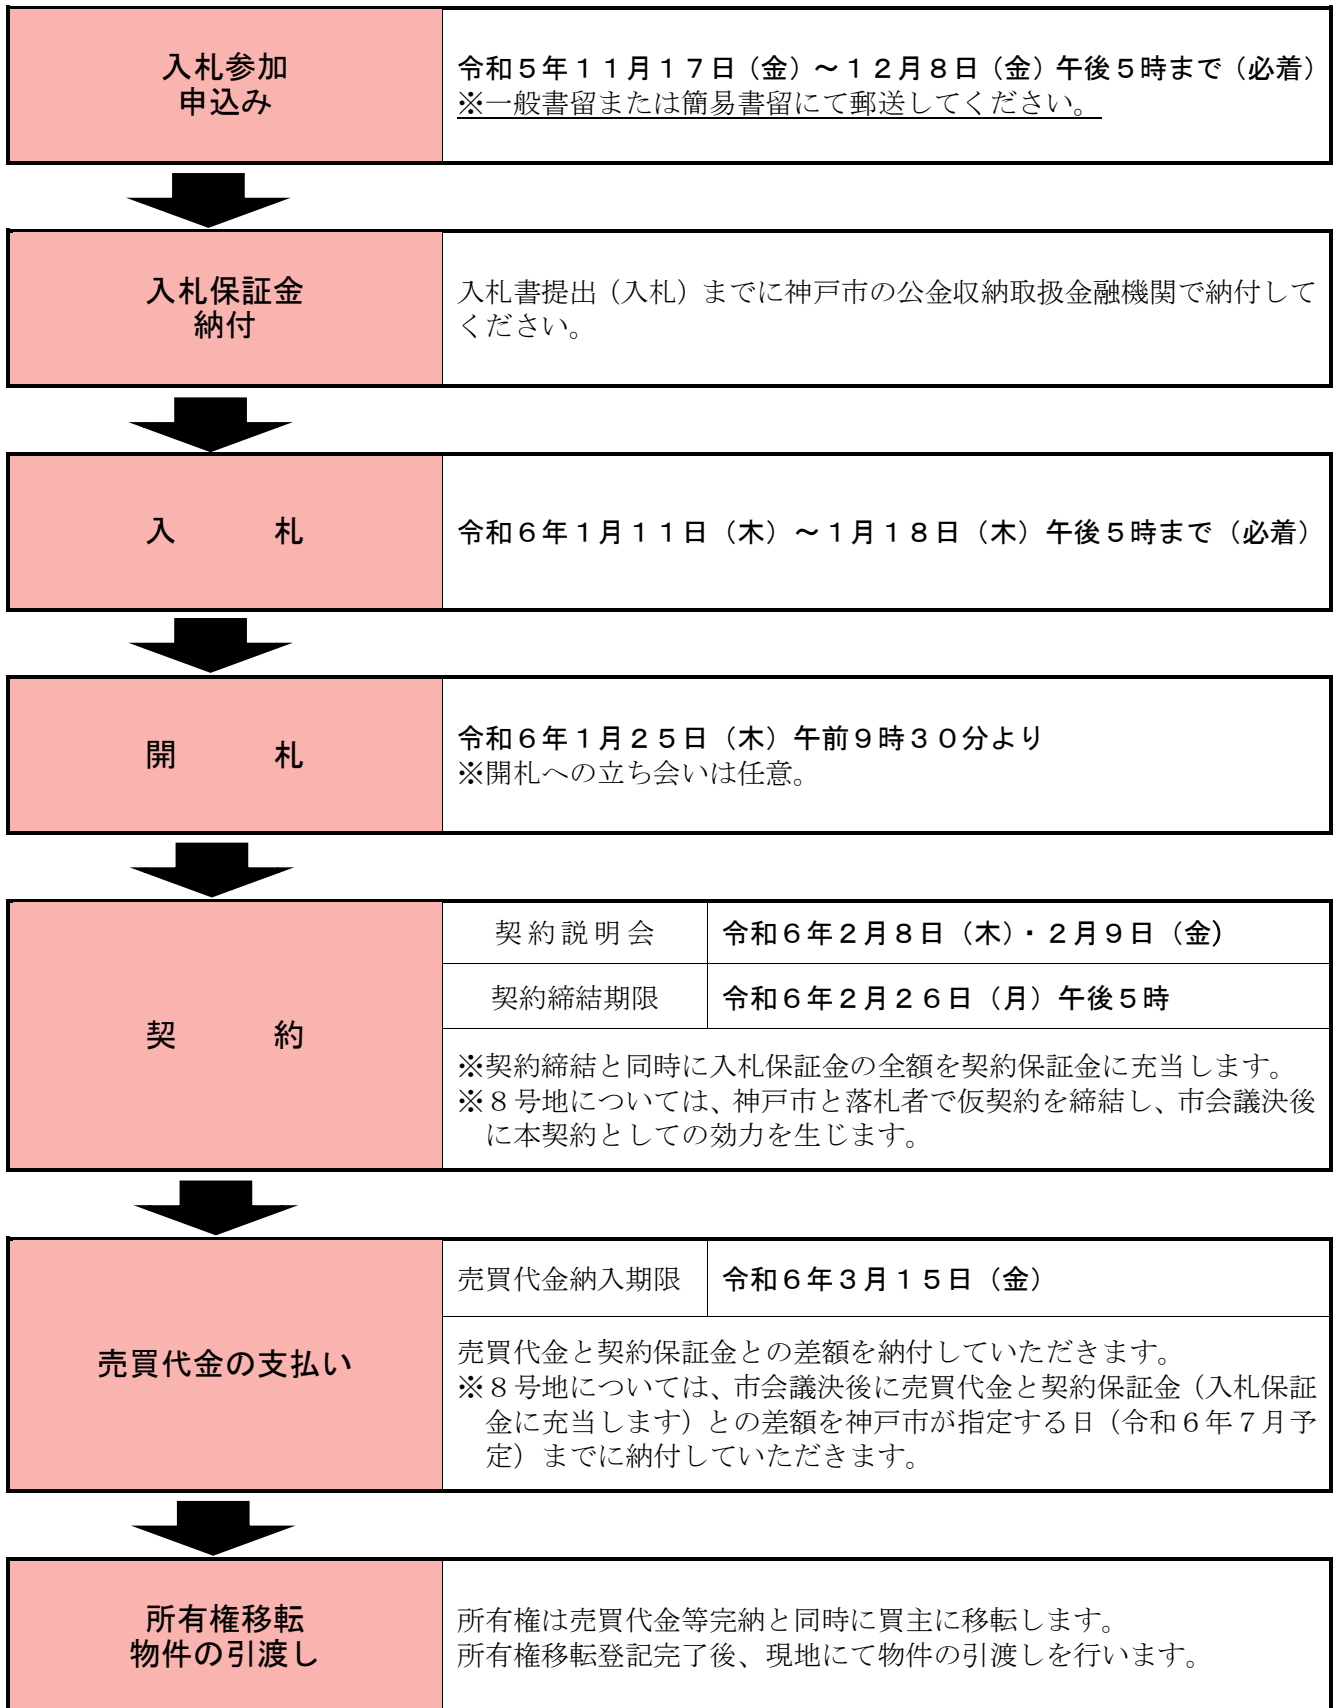 入札参加
申込み
令和５年１１月１７日（金）～１２月８日（金）午後５時まで（必着）
※一般書留または簡易書留にて郵送してください。
入札保証金
納付
入札書提出（入札）までに神戸市の公金収納取扱金融機関で納付して
ください。
入　　　札
令和６年１月１１日（木）～１月１８日（木）午後５時まで（必着）
開　　　札
令和６年１月２５日（木）午前９時３０分より
※開札への立ち会いは任意。
契　　　約
契約説明会
令和６年２月８日（木）・２月９日（金）
契約締結期限
令和６年２月２６日（月）午後５時
※契約締結と同時に入札保証金の全額を契約保証金に充当します。
※８号地については、神戸市と落札者で仮契約を締結し、市会議決後
に本契約としての効力を生じます。
売買代金の支払い
売買代金納入期限
令和６年３月１５日（金）
売買代金と契約保証金との差額を納付していただきます。
※８号地については、市会議決後に売買代金と契約保証金（入札保証
金に充当します）との差額を神戸市が指定する日（令和６年７月予
定）までに納付していただきます。
所有権移転
物件の引渡し
所有権は売買代金等完納と同時に買主に移転します。
所有権移転登記完了後、現地にて物件の引渡しを行います。